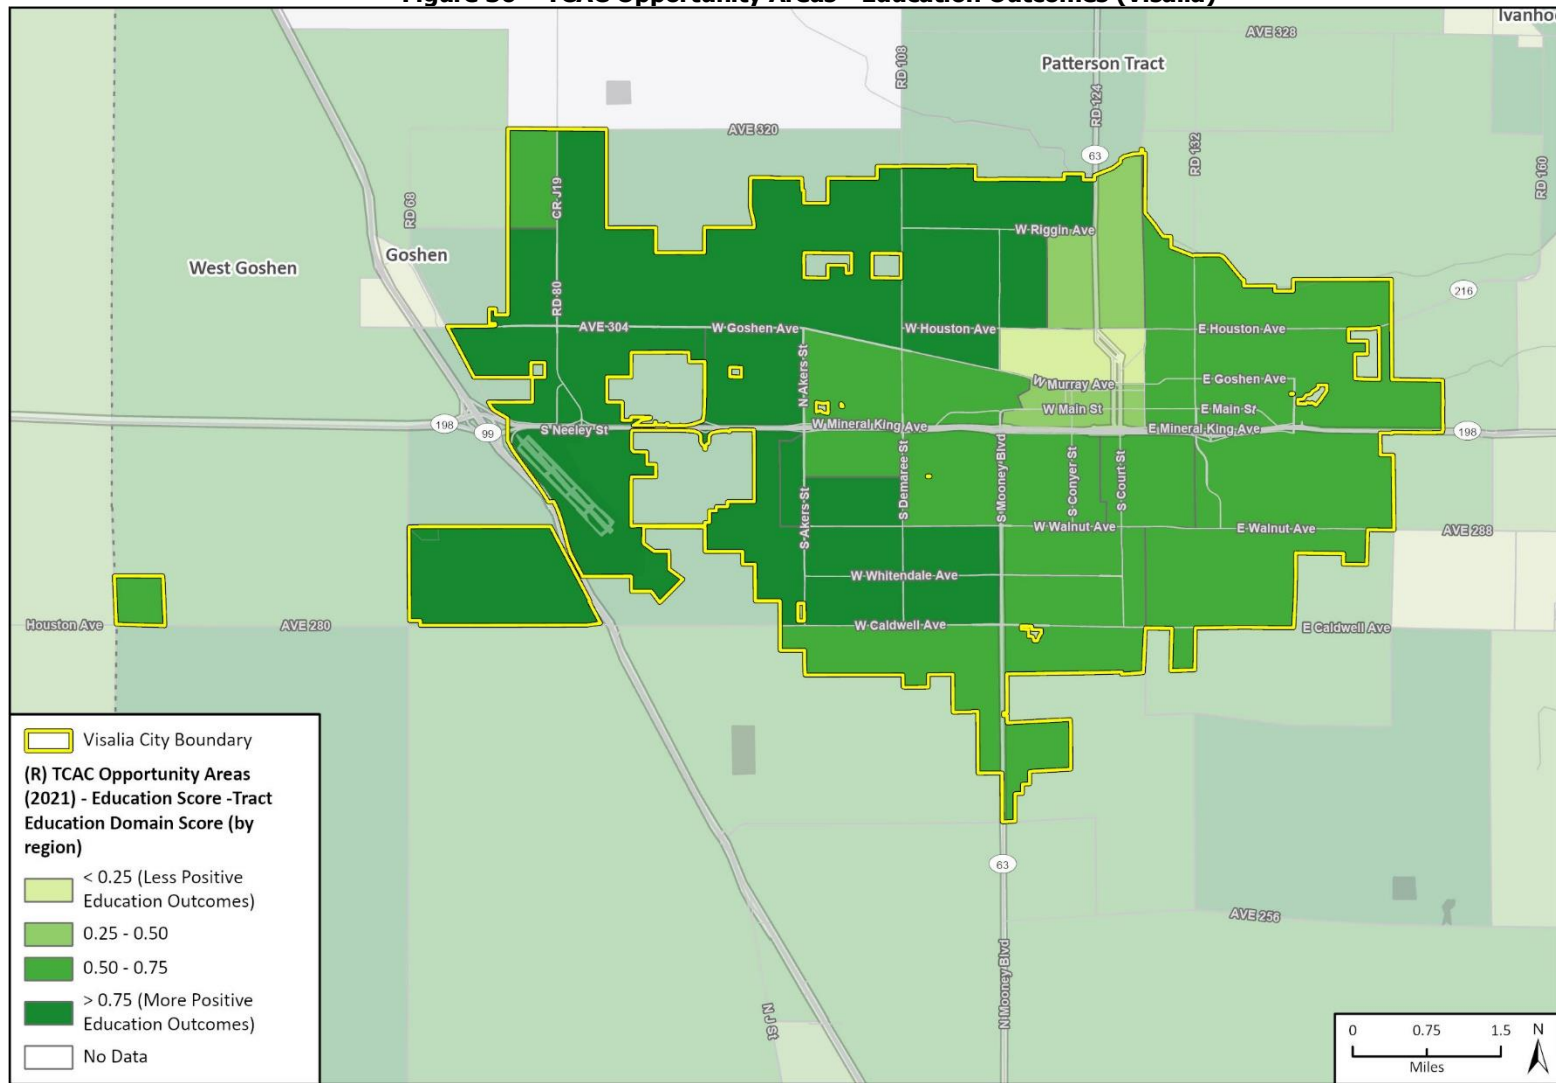 Figure 30 - TCAC Opportunity Areas - Education Outcomes (Visalia)
Ivanhoe
AVE 328
RD 108
Patterson Tract
RD 124
AVE 320
63
RD 132
RD 160
CR J19
RD 68
W Riggin Ave
Goshen
West Goshen
216
RD 80
AVE 304
W Goshen Ave
W Houston Ave
E Houston Ave
N Akers St
W Murray Ave
E Goshen Ave
W Main St
E Main St
198
99
S Neeley St
W Mineral King Ave
E Mineral King Ave
198
S Demaree St
S Mooney Blvd
S Conyer St
S Court St
S Akers St
W Walnut Ave
E Walnut Ave
AVE 288
W Whitendale Ave
Houston Ave
AVE 280
W Caldwell Ave
E Caldwell Ave
63
AVE 256
N Mooney Blvd
N J St
Visalia City Boundary
(R) TCAC Opportunity Areas
(2021) - Education Score -Tract
Education Domain Score (by
region)
< 0.25 (Less Positive
Education Outcomes)
0.25 - 0.50
0.50 - 0.75
> 0.75 (More Positive
Education Outcomes)
No Data
0 0.75 1.5 N
Miles